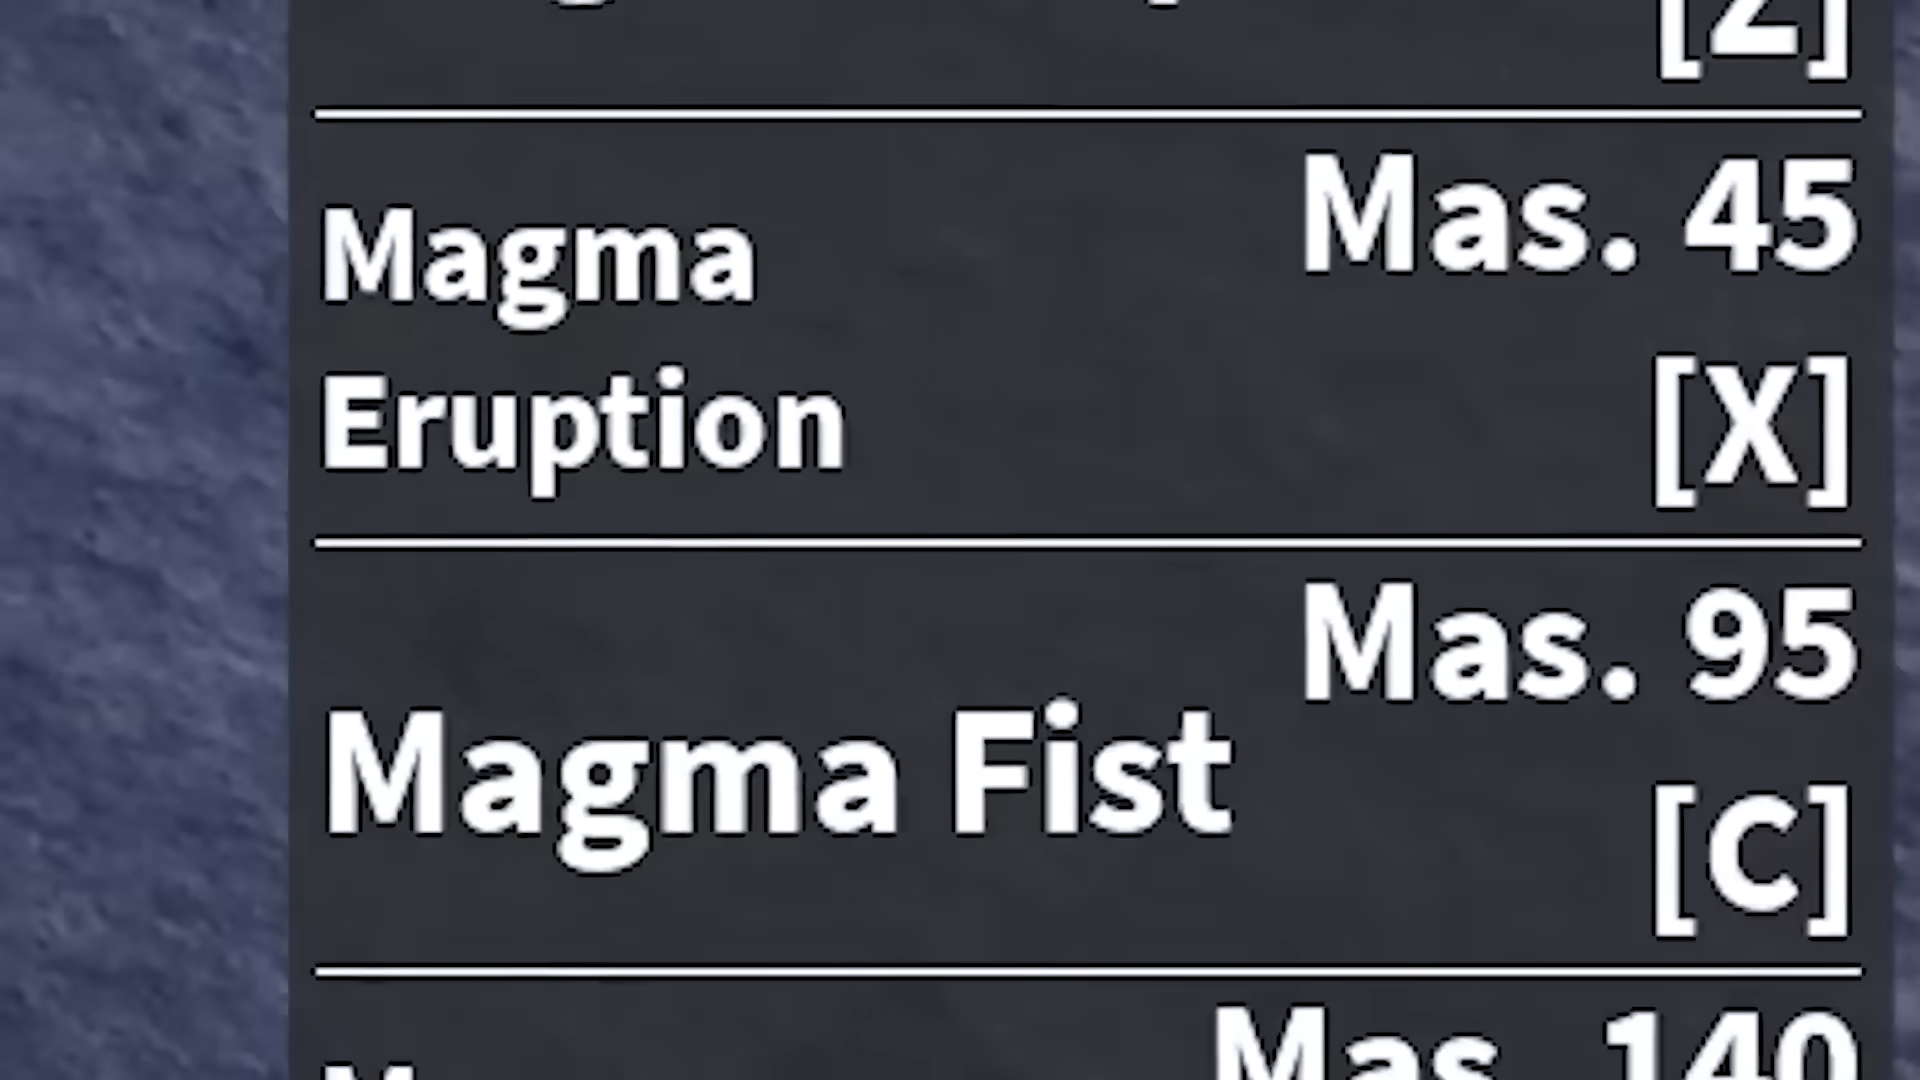 [Z]
Mas. 45
Magma
Eruption
[X]
Mas. 95
Magma Fist
[C]
Mas. 140